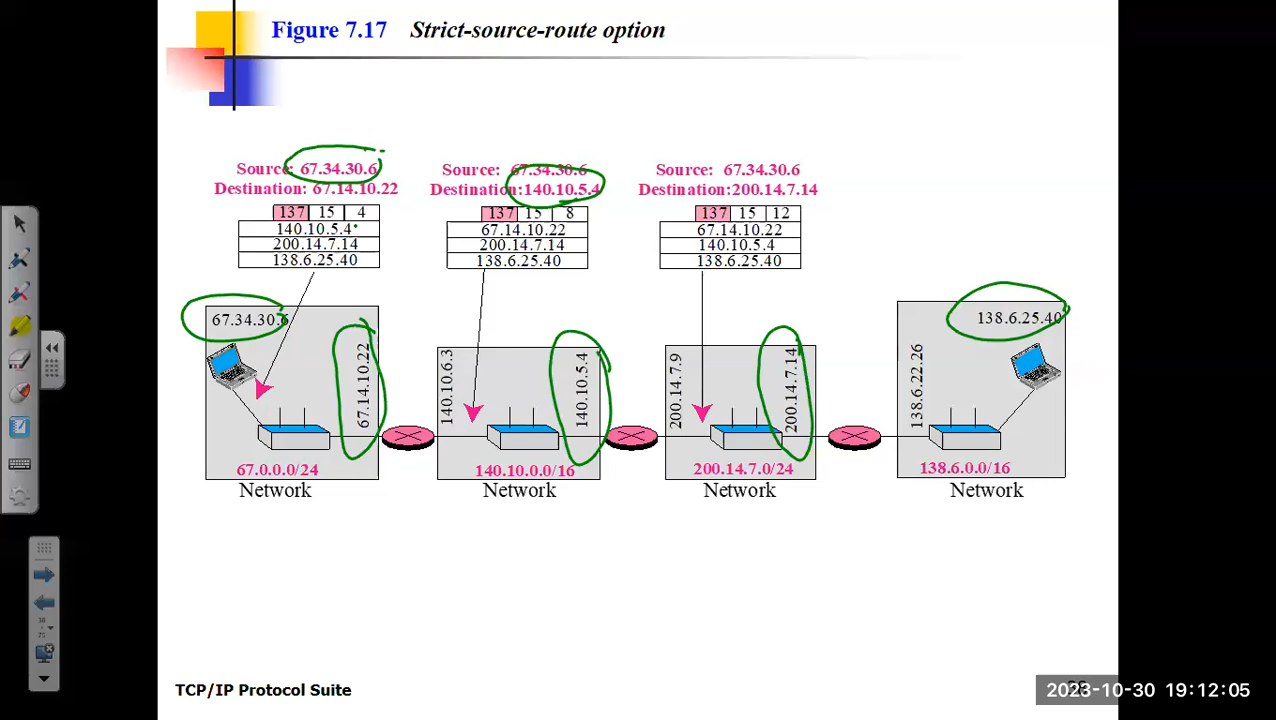 Figure 7.17 Strict-source-route option
Source: 67.34.30.6
Destination: 67.14.10.22
137 15 4
140.10.5.4
200.14.7.14
138.6.25.40
Source: 67.34.30.6
Destination:140.10.5.4
137 15 8
67.14.10.22
200.14.7.14
138.6.25.40
Source: 67.34.30.6
Destination:200.14.7.14
137 15 12
67.14.10.22
140.10.5.4
138.6.25.40
67.34.30.6
67.14.10.22
67.0.0.0/24
Network
140.10.6.3
140.10.5.4
140.10.0.0/16
Network
200.14.7.9
200.14.7.14
200.14.7.0/24
Network
138.6.25.40
138.6.22.26
138.6.0.0/16
Network
TCP/IP Protocol Suite
2023-10-30 19:12:05